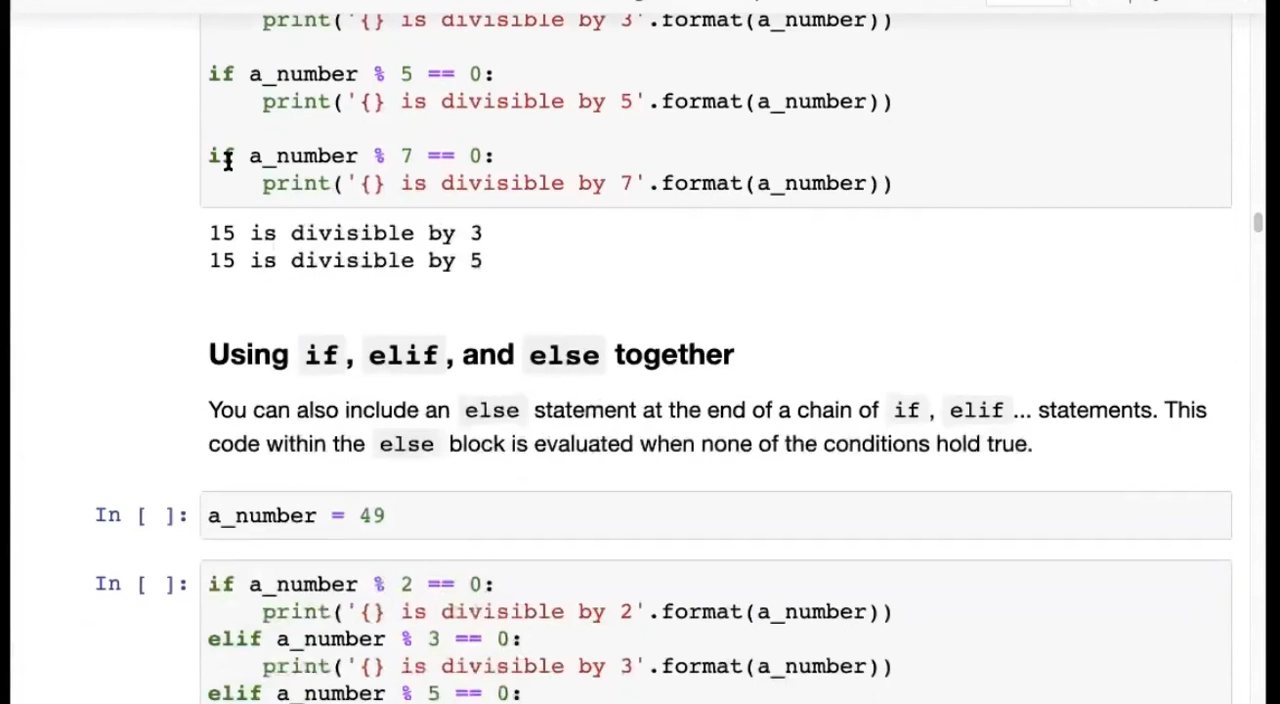 print('{} is divisible by 3'.format(a_number))
if a_number % 5 == 0:
print('{} is divisible by 5'.format(a_number))
if a_number % 7 == 0:
print('{} is divisible by 7'.format(a_number))
15 is divisible by 3
15 is divisible by 5
Using if, elif, and else together
You can also include an else statement at the end of a chain of if, elif ... statements. This
code within the else block is evaluated when none of the conditions hold true.
In [ ]: a_number = 49
In [ ]: if a_number % 2 == 0:
print('{} is divisible by 2'.format(a_number))
elif a_number % 3 == 0:
print('{} is divisible by 3'.format(a_number))
elif a_number % 5 == 0: